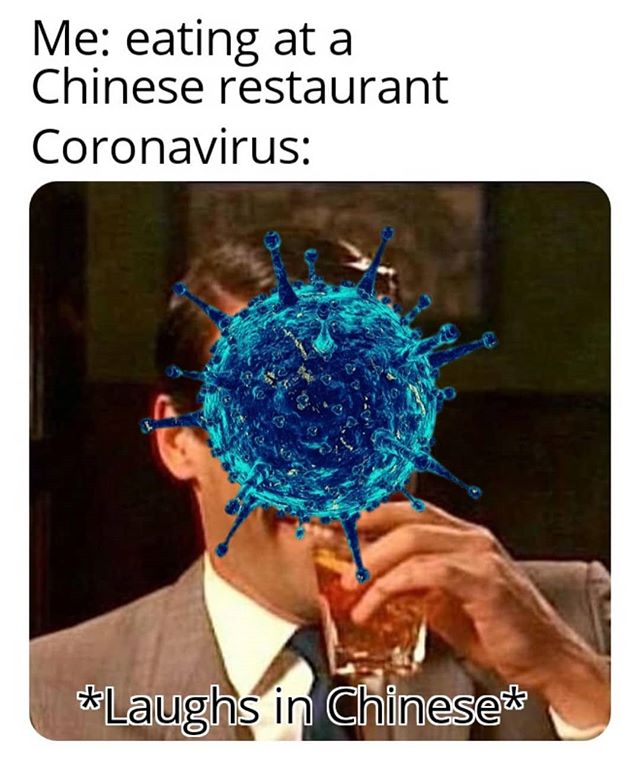 Me: eating at a
Chinese restaurant
Coronavirus:
*Laughs in Chinese*